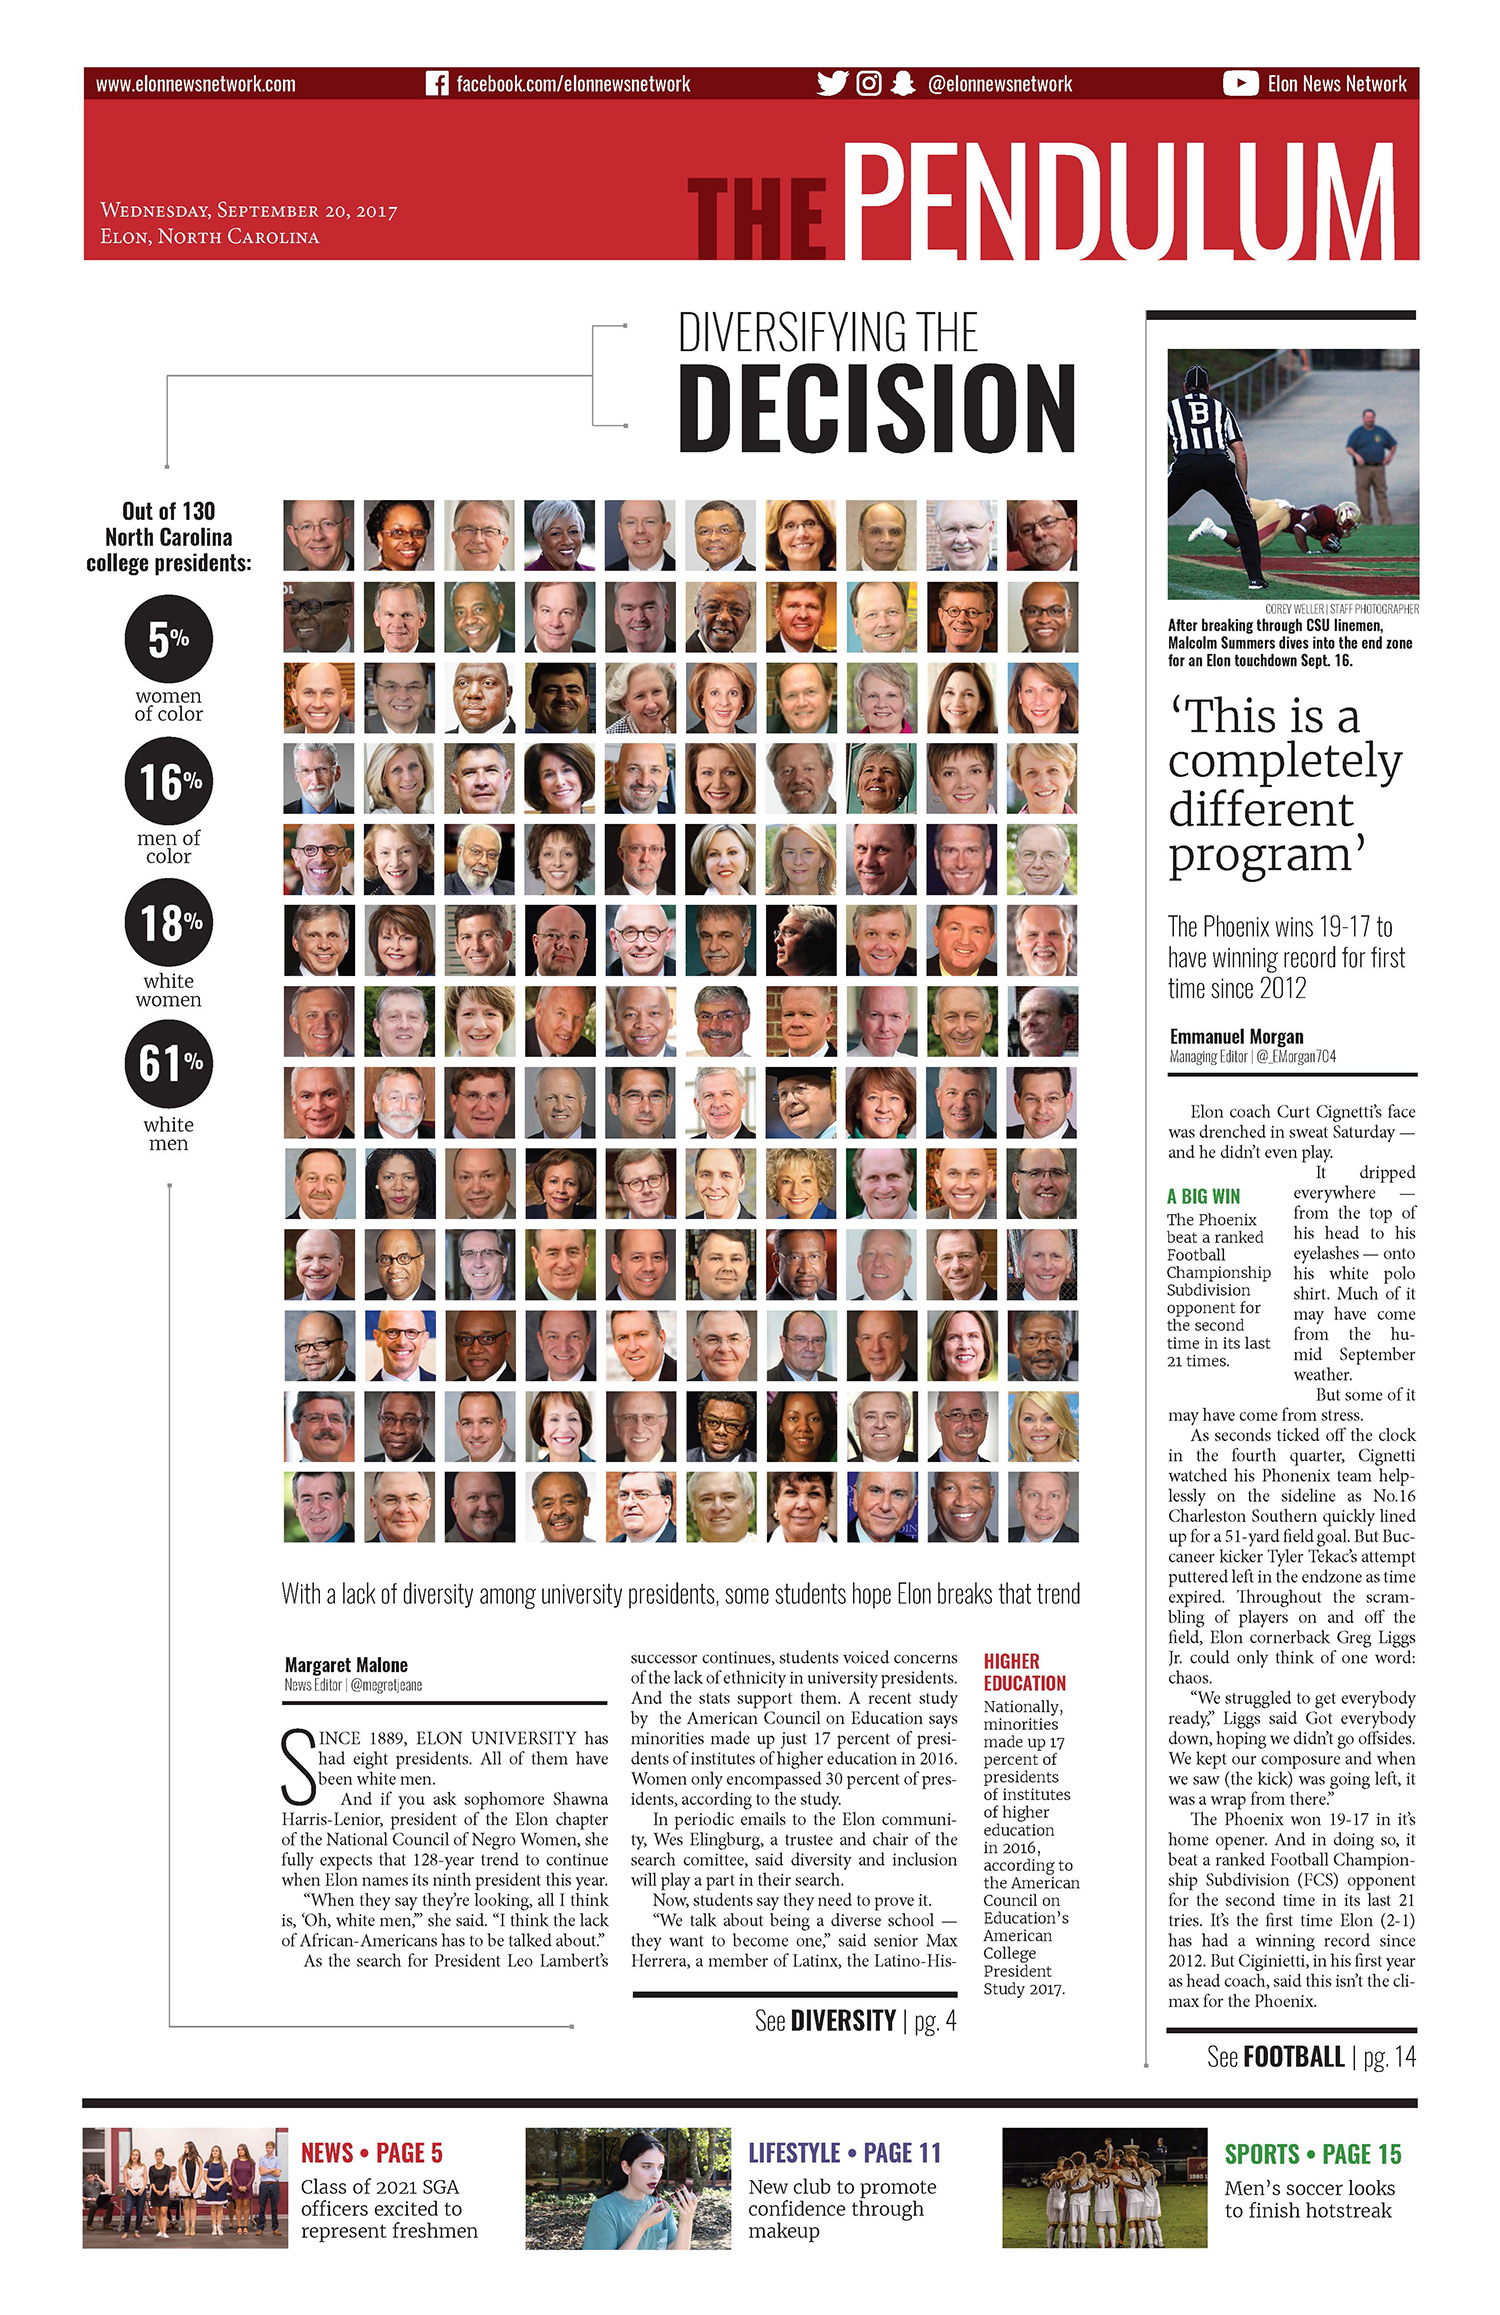 www.elonnewsnetwork.com
facebook.com/elonnewsnetwork
@elonnewsnetwork
Elon News Network
THE PENDULUM
Wednesday, September 20, 2017
Elon, North Carolina
DIVERSIFYING THE
DECISION
Out of 130
North Carolina
college presidents:
5%
women
of color
16%
men of
color
18%
white
women
61%
white
men
With a lack of diversity among university presidents, some students hope Elon breaks that trend
Margaret Malone
News Editor | @megretjeane
SINCE 1889, ELON UNIVERSITY has
had eight presidents. All of them have
been white men.
And if you ask sophomore Shawna
Harris-Lenior, president of the Elon chapter
of the National Council of Negro Women, she
fully expects that 128-year trend to continue
when Elon names its ninth president this year.
“When they say they’re looking, all I think
is, ‘Oh, white men,’” she said. “I think the lack
of African-Americans has to be talked about.”
As the search for President Leo Lambert’s
successor continues, students voiced concerns
of the lack of ethnicity in university presidents.
And the stats support them. A recent study
by the American Council on Education says
minorities made up just 17 percent of presi-
dents of institutes of higher education in 2016.
Women only encompassed 30 percent of pres-
idents, according to the study.
In periodic emails to the Elon communi-
ty, Wes Elingburg, a trustee and chair of the
search comittee, said diversity and inclusion
will play a part in their search.
Now, students say they need to prove it.
“We talk about being a diverse school —
they want to become one,” said senior Max
Herrera, a member of Latinx, the Latino-His-
See DIVERSITY | pg. 4
HIGHER
EDUCATION
Nationally,
minorities
made up 17
percent of
presidents
of institutes
of higher
education
in 2016,
according to
the American
Council on
Education’s
American
College
President
Study 2017.
B
COREY WELLER | STAFF PHOTOGRAPHER
After breaking through CSU linemen,
Malcolm Summers dives into the end zone
for an Elon touchdown Sept. 16.
‘This is a
completely
different
program’
The Phoenix wins 19-17 to
have winning record for first
time since 2012
Emmanuel Morgan
Managing Editor | @_EMorgan704
Elon coach Curt Cignetti’s face
was drenched in sweat Saturday —
and he didn’t even play.
It dripped
everywhere —
from the top of
his head to his
eyelashes — onto
his white polo
shirt. Much of it
may have come
from the hu-
mid September
weather.
A BIG WIN
The Phoenix
beat a ranked
Football
Championship
Subdivision
opponent for
the second
time in its last
21 times.
But some of it
may have come from stress.
As seconds ticked off the clock
in the fourth quarter, Cignetti
watched his Phonenix team help-
lessly on the sideline as No.16
Charleston Southern quickly lined
up for a 51-yard field goal. But Buc-
caneer kicker Tyler Tekac’s attempt
puttered left in the endzone as time
expired. Throughout the scram-
bling of players on and off the
field, Elon cornerback Greg Liggs
Jr. could only think of one word:
chaos.
“We struggled to get everybody
ready,” Liggs said Got everybody
down, hoping we didn’t go offsides.
We kept our composure and when
we saw (the kick) was going left, it
was a wrap from there.”
The Phoenix won 19-17 in it’s
home opener. And in doing so, it
beat a ranked Football Champion-
ship Subdivision (FCS) opponent
for the second time in its last 21
tries. It’s the first time Elon (2-1)
has had a winning record since
2012. But Ciginietti, in his first year
as head coach, said this isn’t the cli-
max for the Phoenix.
See FOOTBALL | pg. 14
NEWS • PAGE 5
Class of 2021 SGA
officers excited to
represent freshmen
LIFESTYLE • PAGE 11
New club to promote
confidence through
makeup
SPORTS • PAGE 15
Men’s soccer looks
to finish hotstreak